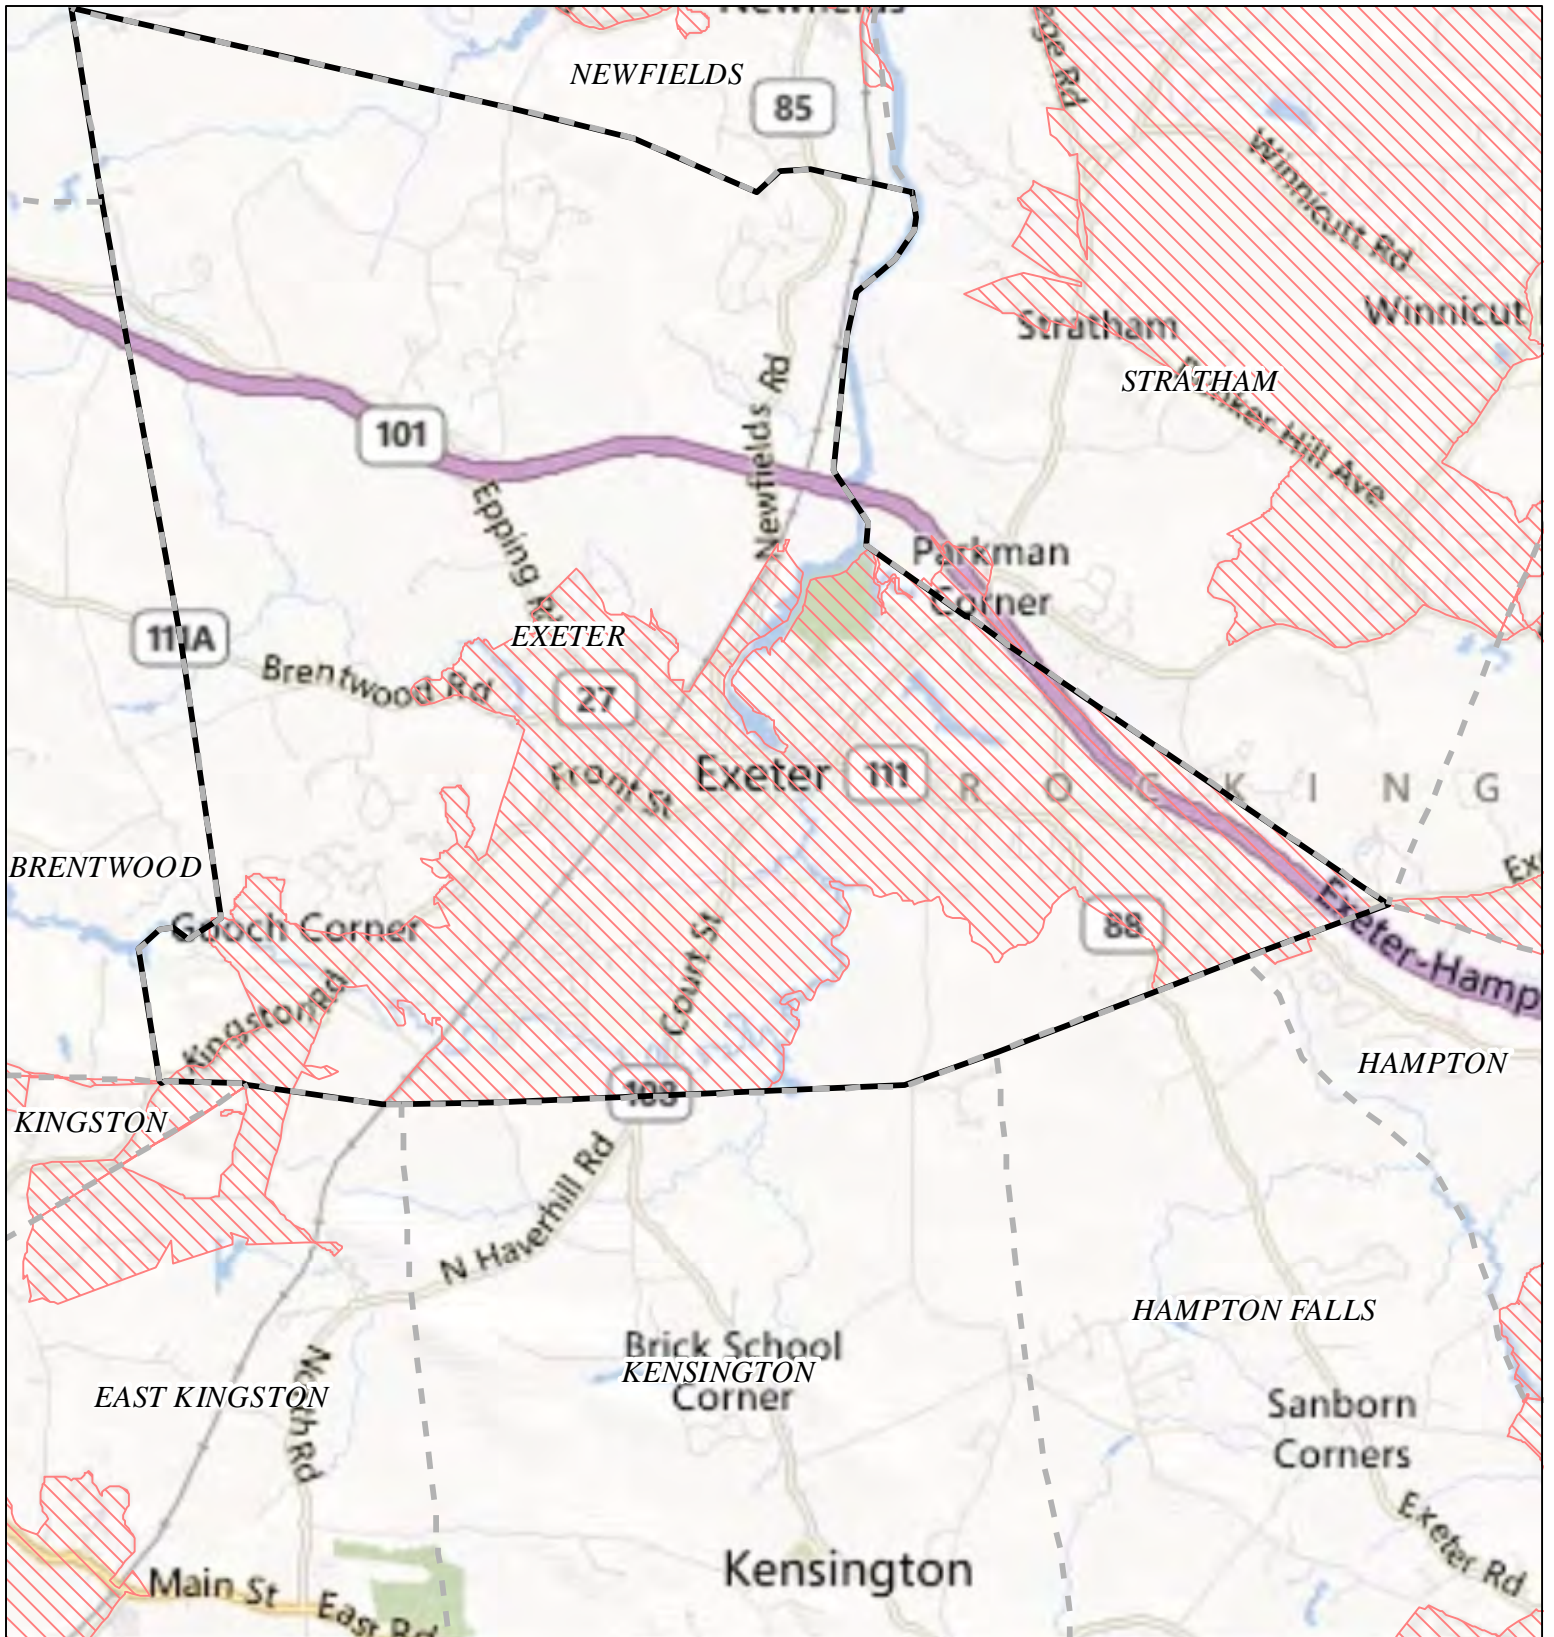 Newfields
NEWFIELDS
85
Winnicutt Rd
Winnicut
Stratham
STRATHAM
Bunker Hill Ave
Newfields Rd
101
Epping Rd
Parkman
Corner
111A
EXETER
Brentwood Rd
27
Front St
Exeter
111
R O C K I N G
BRENTWOOD
Gooch Corner
Court St
88
Exeter-Hamp
Kingston Rd
HAMPTON
108
KINGSTON
N Haverhill Rd
HAMPTON FALLS
Brick School
Corner
KENSINGTON
EAST KINGSTON
North Rd
Sanborn
Corners
Exeter Rd
Kensington
Main St
East Rd